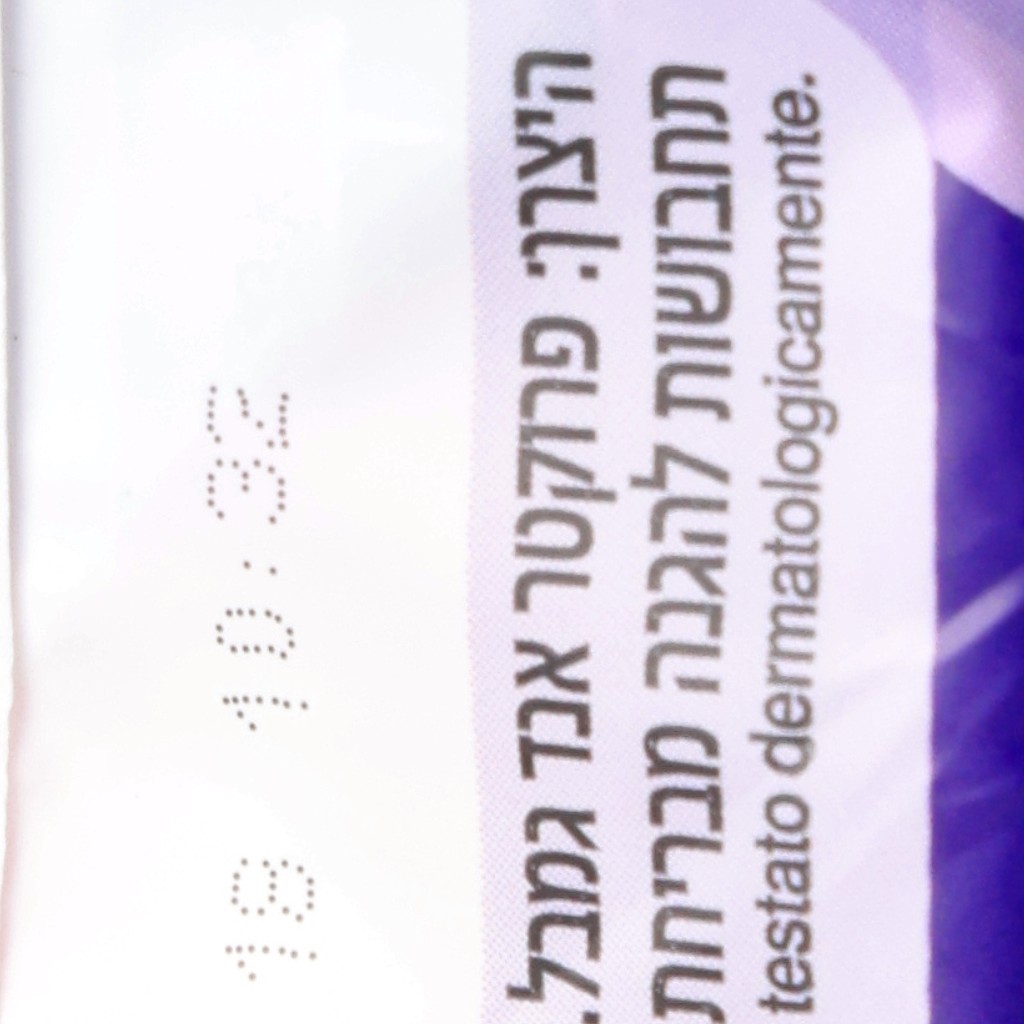 18 10:32
היצרן: פרוקטר אנד גמבל.
תחבושות להגנה מבריחת
testato dermatologicamente.